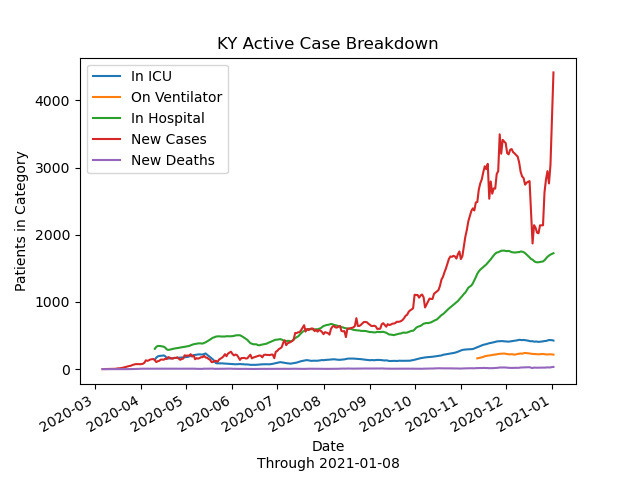 KY Active Case Breakdown
In ICU
On Ventilator
In Hospital
New Cases
New Deaths
Patients in Category
4000
3000
2000
1000
0
2020-03
2020-04
2020-05
2020-06
2020-07
2020-08
2020-09
2020-10
2020-11
2020-12
2021-01
Date
Through 2021-01-08